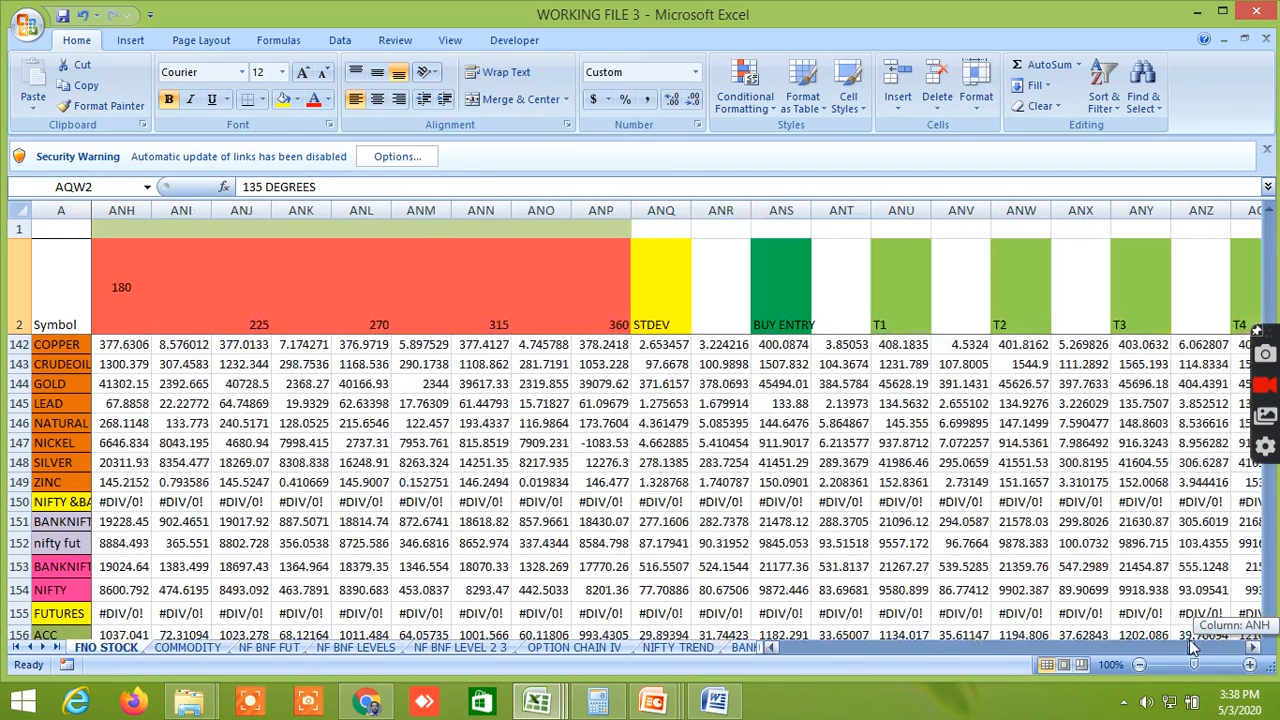 WORKING FILE 3 - Microsoft Excel
Home Insert Page Layout Formulas Data Review View Developer
Paste Cut Courier 12 Wrap Text Custom Conditional Formatting Format as Table Cell Styles Insert Delete Format AutoSum Sort & Filter Find & Select
Copy Fill
Format Painter B I U Merge & Center $ % , Clear
Clipboard Font Alignment Number Styles Cells Editing
Security Warning Automatic update of links has been disabled Options...
AQW2 fx 135 DEGREES
A ANH ANI ANJ ANK ANL ANM ANN ANO ANP ANQ ANR ANS ANT ANU ANV ANW ANX ANY ANZ
1
180
2 Symbol 225 270 315 360 STDEV BUY ENTRY T1 T2 T3 T4
142 COPPER 377.6306 8.576012 377.0133 7.174271 376.9719 5.897529 377.4127 4.745788 378.2418 2.653457 3.224216 400.0874 3.85053 408.1835 4.5324 401.8162 5.269826 403.0632 6.062807
143 CRUDEOIL 1300.379 307.4583 1232.344 298.7562 1168.536 290.1738 1108.862 281.7191 1053.228 97.6678 100.9898 1507.832 104.3674 1231.789 107.8005 1544.9 111.2892 1565.193 114.8334
144 GOLD 41302.15 2392.665 40728.5 2368.27 40166.93 2344 39617.33 2319.855 39079.62 371.6157 378.0693 45494.01 384.5784 45628.19 391.1431 45626.57 397.7633 45696.18 404.4391
145 LEAD 67.8858 22.22772 64.74869 19.9329 62.63398 17.76309 61.44793 15.7182 61.09679 1.275653 1.679914 133.88 2.13973 134.5632 2.655102 134.9276 3.226029 135.7507 3.852512
146 NATURAL 268.1148 133.773 240.5171 128.0525 215.6546 122.457 193.4337 116.9864 173.7604 4.361479 5.085395 144.6476 5.864867 145.355 6.699895 147.1499 7.590477 148.8603 8.536616
147 NICKEL 6646.834 8043.195 4680.94 7998.415 2737.31 7953.761 815.8519 7909.231 -1083.53 4.662885 5.410454 911.9017 6.213577 937.8712 7.072257 914.5361 7.986492 916.3243 8.956282
148 SILVER 20311.93 8354.477 18269.07 8308.838 16248.91 8263.324 14251.35 8217.935 12276.3 278.1385 283.7254 41451.29 289.3679 41986.46 295.0659 41551.53 300.8195 41604.55 306.6287
149 ZINC 145.2152 0.793586 145.5247 0.410669 145.9007 0.152751 146.2494 0.019834 146.477 1.328768 1.740787 150.0901 2.208361 152.8361 2.73149 151.1657 3.310175 152.0068 3.944416
150 NIFTY &BA #DIV/0! #DIV/0! #DIV/0! #DIV/0! #DIV/0! #DIV/0! #DIV/0! #DIV/0! #DIV/0! #DIV/0! #DIV/0! #DIV/0! #DIV/0! #DIV/0! #DIV/0! #DIV/0! #DIV/0! #DIV/0! #DIV/0!
151 BANKNIFT 19228.45 902.4651 19017.92 887.5071 18814.74 872.6741 18618.82 857.9661 18430.07 277.1606 282.7378 21473.12 288.3705 21096.12 294.0587 21578.03 299.8026 21630.87 305.6019
152 nifty fut 8884.493 365.551 8802.728 356.0538 8725.586 346.6818 8652.974 337.4344 8584.798 87.17941 90.31952 9845.043 93.51518 9557.172 96.7664 9878.383 100.0732 9896.715 103.4355
153 BANKNIFT 19024.64 1383.499 18697.43 1364.964 18379.35 1346.554 18070.33 1328.269 17770.26 516.5507 524.1544 21177.36 531.8137 21267.27 539.5285 21359.56 547.2989 21454.87 555.1248
154 NIFTY 8600.792 474.6195 8493.092 463.7891 8390.686 453.0837 8293.47 442.5033 8201.36 77.70886 80.67506 9872.446 83.69681 9580.899 86.77412 9901.433 89.90699 9918.938 93.09541
155 FUTURES #DIV/0! #DIV/0! #DIV/0! #DIV/0! #DIV/0! #DIV/0! #DIV/0! #DIV/0! #DIV/0! #DIV/0! #DIV/0! #DIV/0! #DIV/0! #DIV/0! #DIV/0! #DIV/0! #DIV/0! #DIV/0! #DIV/0!
Column: ANH
156 ACC 1037.041 72.31094 1023.278 68.12164 1011.484 64.05735 1001.566 60.11806 993.4305 29.89394 31.74423 1182.291 33.65007 1134.017 35.61147 1194.806 37.62843 1202.086
FNO STOCK COMMODITY NF BNF FUT NF BNF LEVELS NF BNF LEVEL 2 3 OPTION CHAIN IV NIFTY TREND BANK
Ready 100%
3:38 PM
5/3/2020